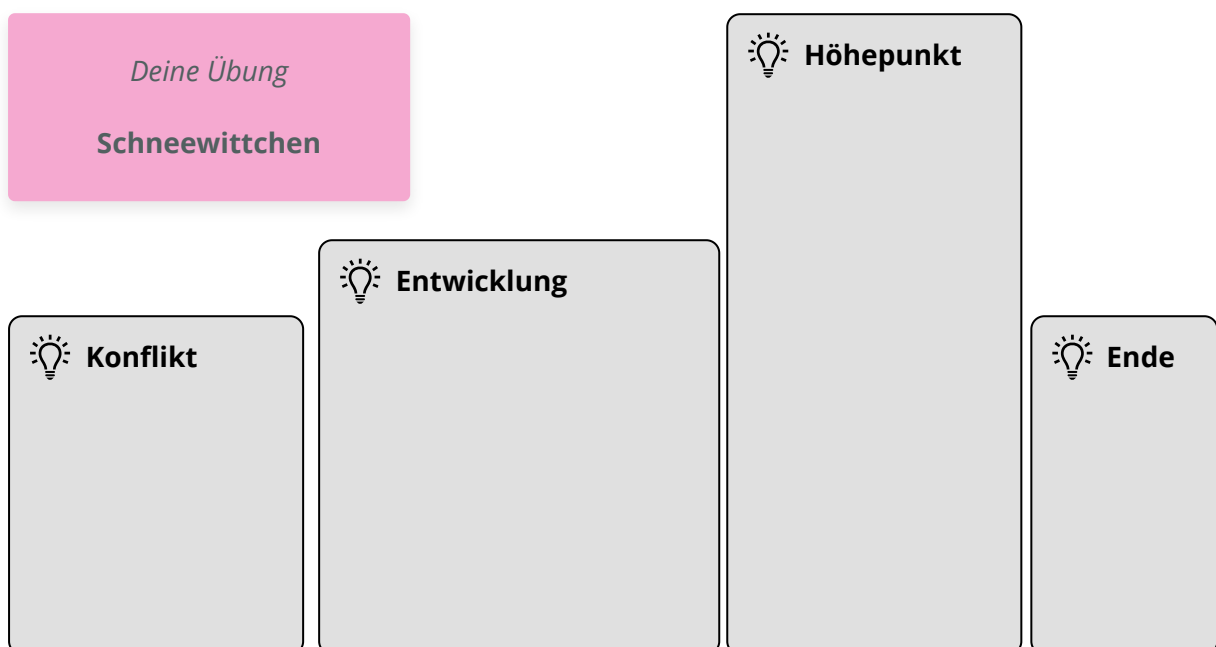 Deine Übung
Schneewittchen
Konflikt
Entwicklung
Höhepunkt
Ende